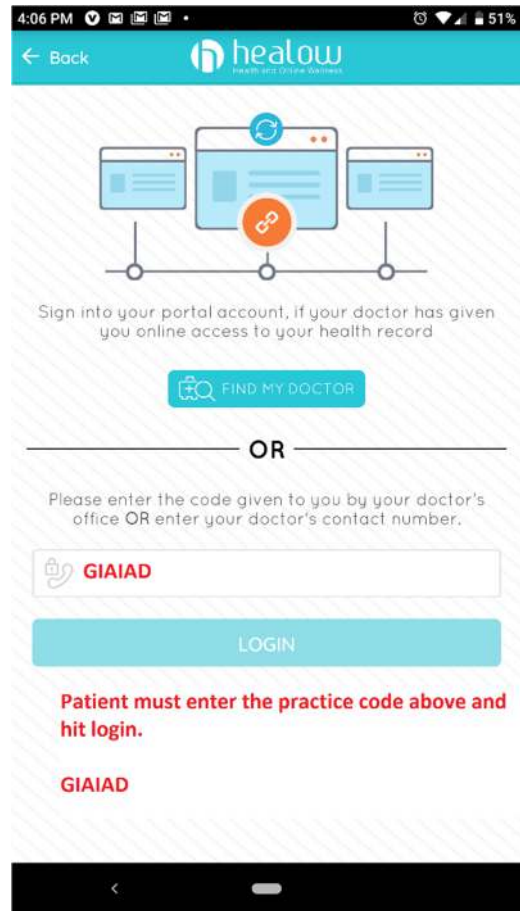 4:06 PM
51%
← Back
healow
Health and Online Wellness
Sign into your portal account, if your doctor has given
you online access to your health record
FIND MY DOCTOR
OR
Please enter the code given to you by your doctor's
office OR enter your doctor's contact number.
GIAIAD
LOGIN
Patient must enter the practice code above and
hit login.
GIAIAD